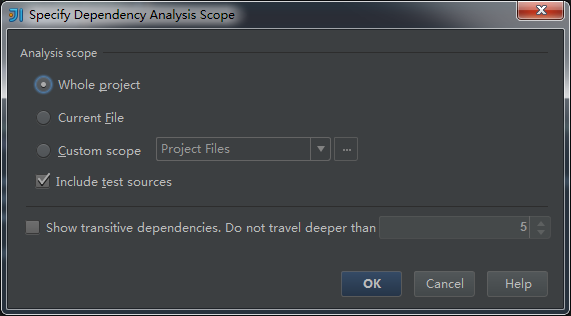 Specify Dependency Analysis Scope
Analysis scope
Whole project
Current File
Custom scope Project Files ...
Include test sources
Show transitive dependencies. Do not travel deeper than 5
OK Cancel Help